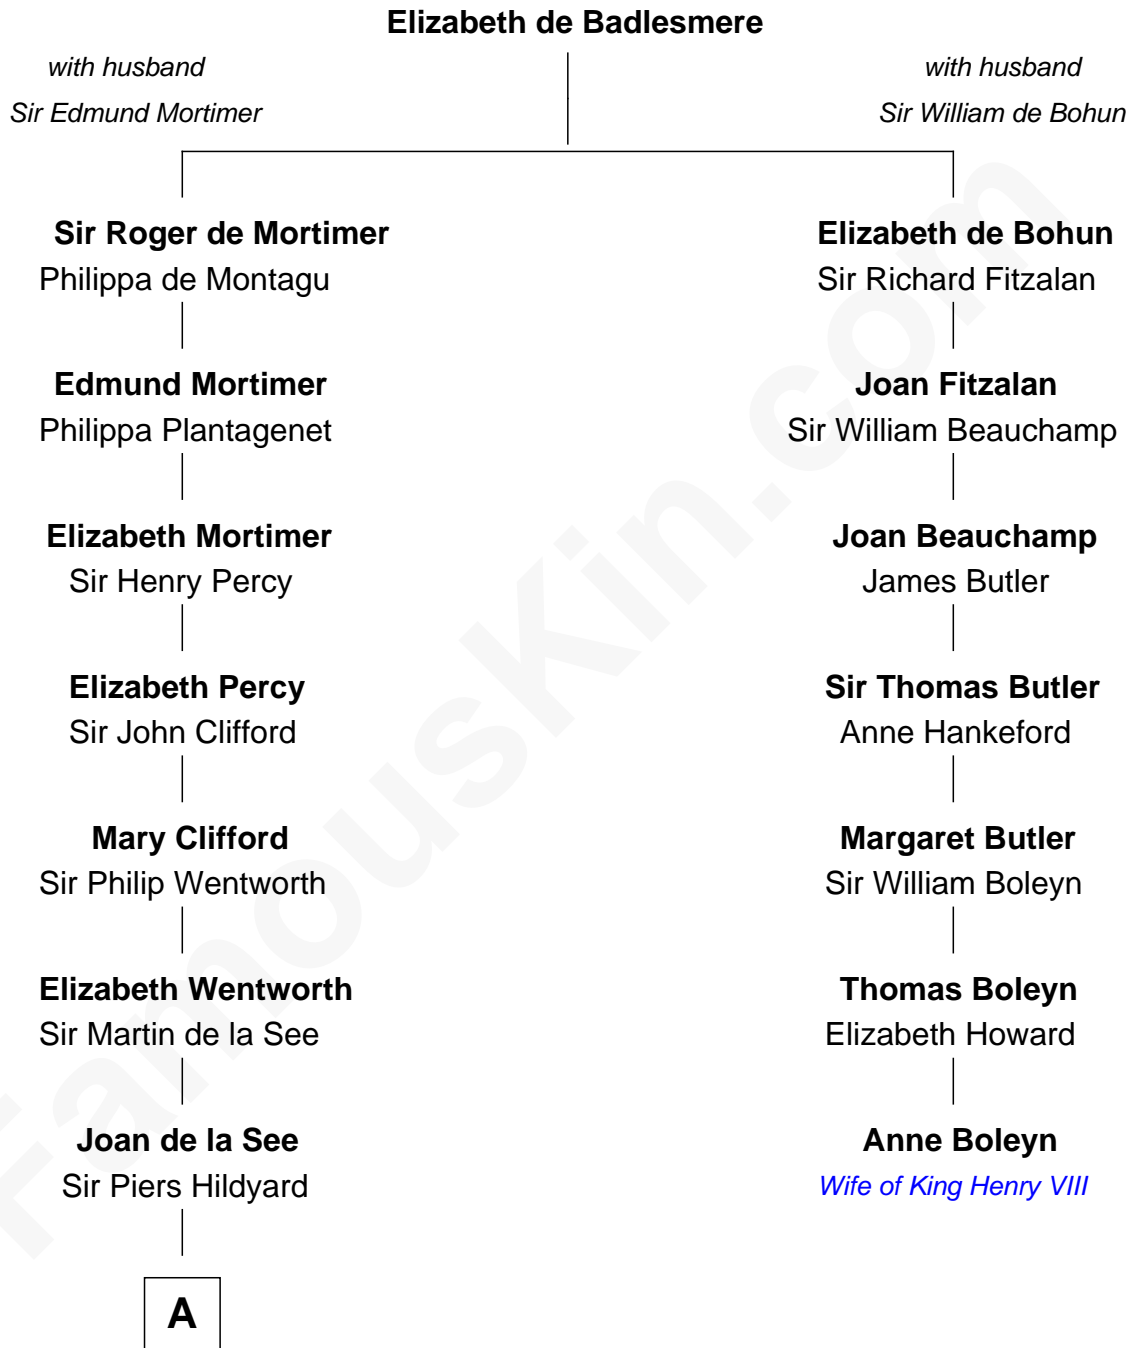 Elizabeth de Badlesmere
with husband
Sir Edmund Mortimer
with husband
Sir William de Bohun
Sir Roger de Mortimer
Philippa de Montagu
Elizabeth de Bohun
Sir Richard Fitzalan
Edmund Mortimer
Philippa Plantagenet
Joan Fitzalan
Sir William Beauchamp
Elizabeth Mortimer
Sir Henry Percy
Joan Beauchamp
James Butler
Elizabeth Percy
Sir John Clifford
Sir Thomas Butler
Anne Hankeford
Mary Clifford
Sir Philip Wentworth
Margaret Butler
Sir William Boleyn
Elizabeth Wentworth
Sir Martin de la See
Thomas Boleyn
Elizabeth Howard
Joan de la See
Sir Piers Hildyard
Anne Boleyn
Wife of King Henry VIII
A
FamousKin.com